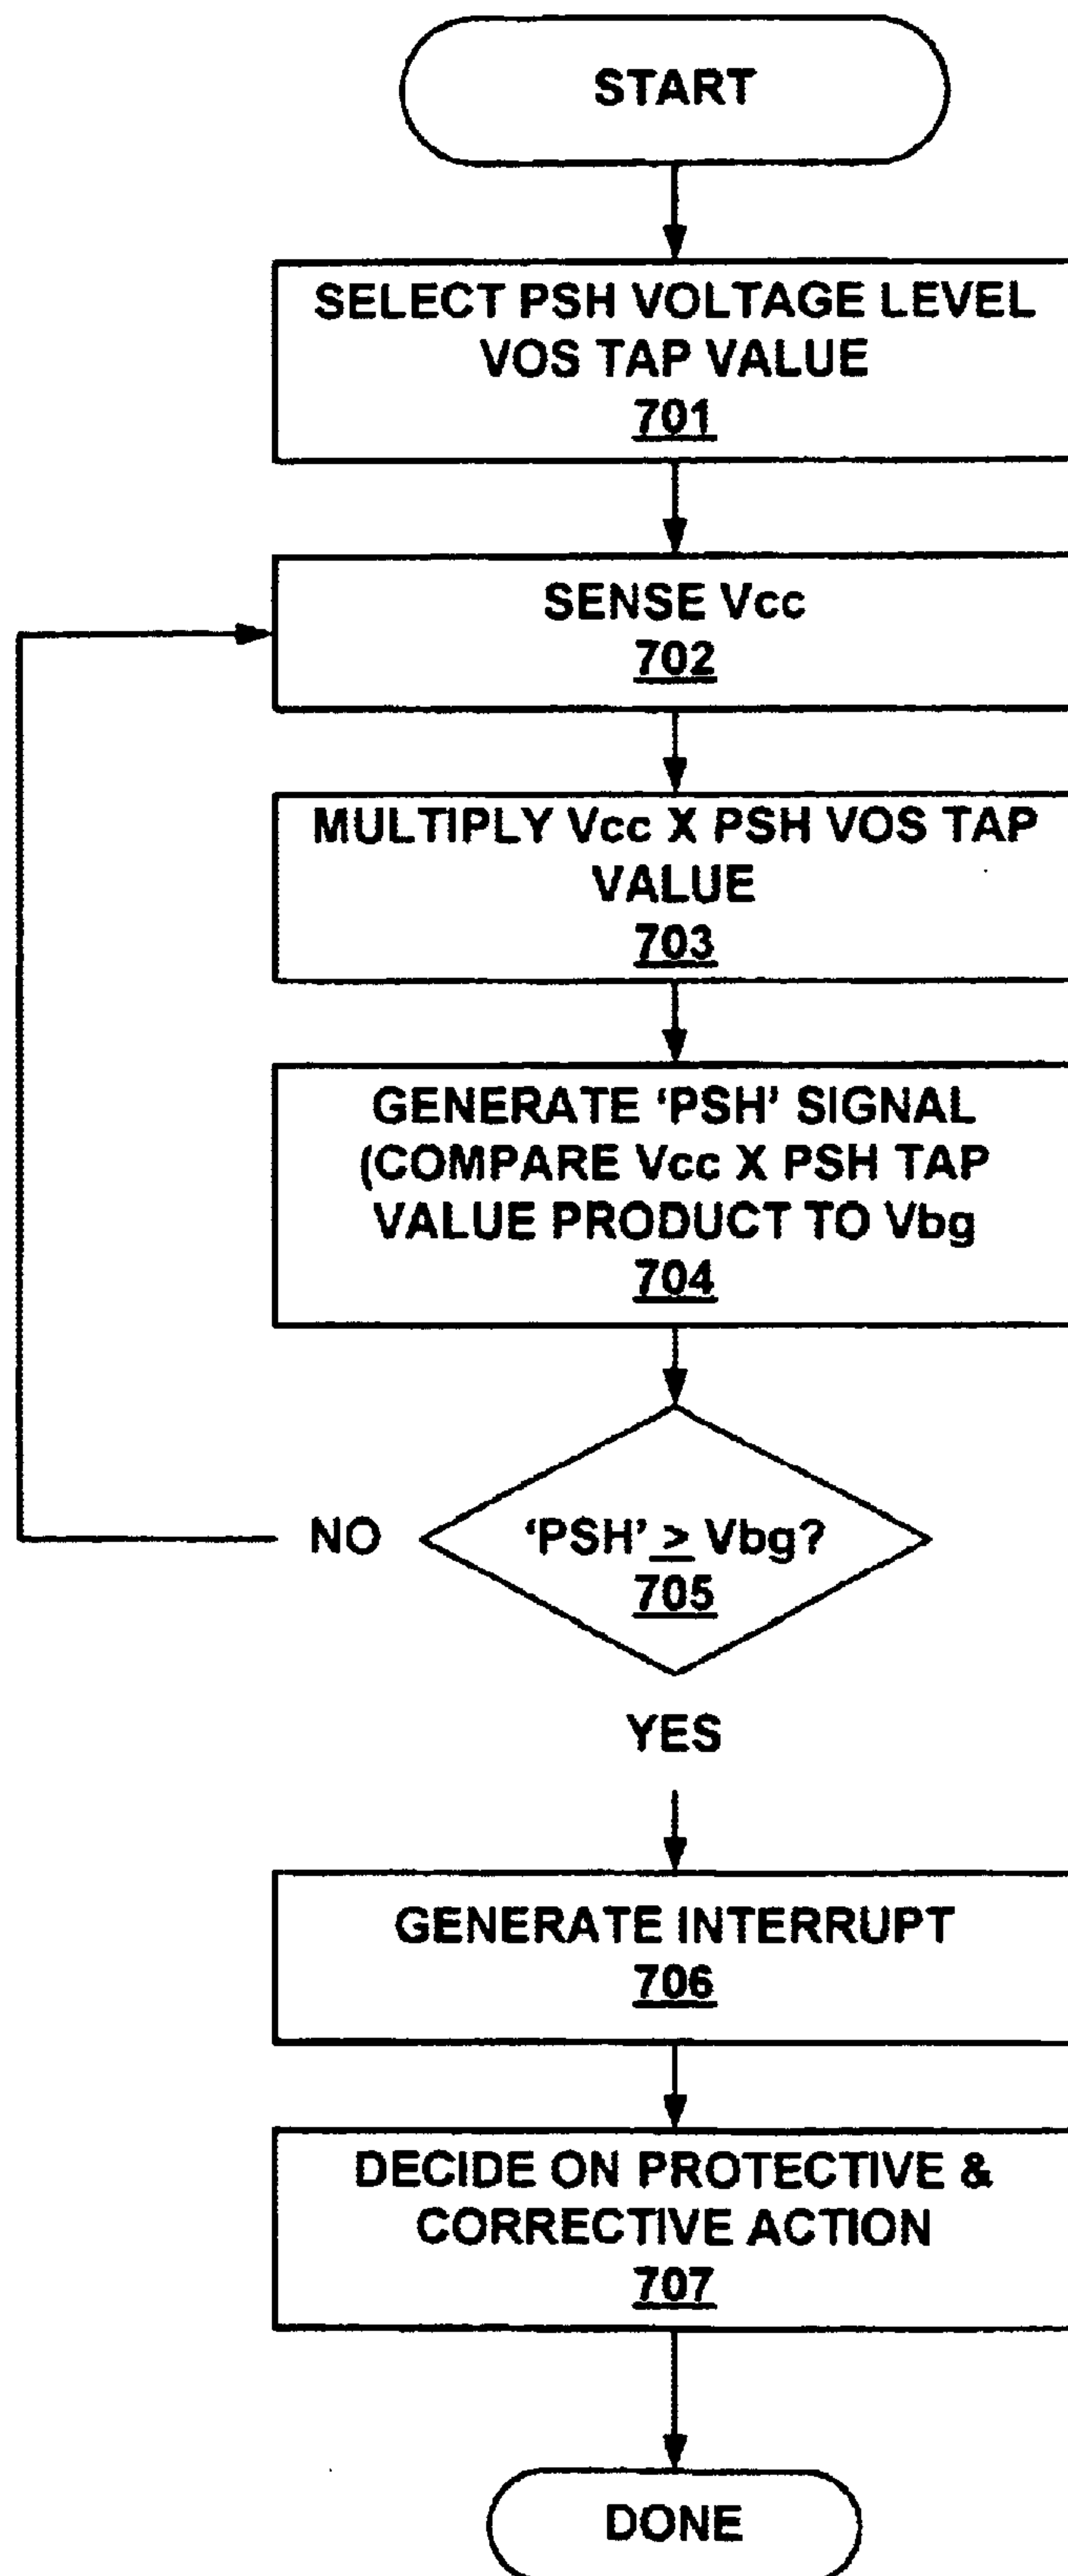 START
SELECT PSH VOLTAGE LEVEL
VOS TAP VALUE
701
SENSE Vcc
702
MULTIPLY Vcc X PSH VOS TAP
VALUE
703
GENERATE ‘PSH’ SIGNAL
(COMPARE Vcc X PSH TAP
VALUE PRODUCT TO Vbg
704
NO
‘PSH’ ≥ Vbg?
705
YES
GENERATE INTERRUPT
706
DECIDE ON PROTECTIVE &
CORRECTIVE ACTION
707
DONE